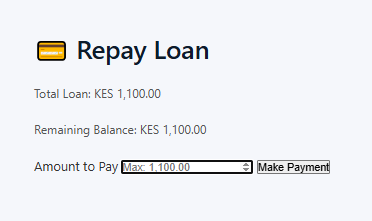 Repay Loan
Total Loan: KES 1,100.00
Remaining Balance: KES 1,100.00
Amount to Pay Max: 1,100.00 Make Payment